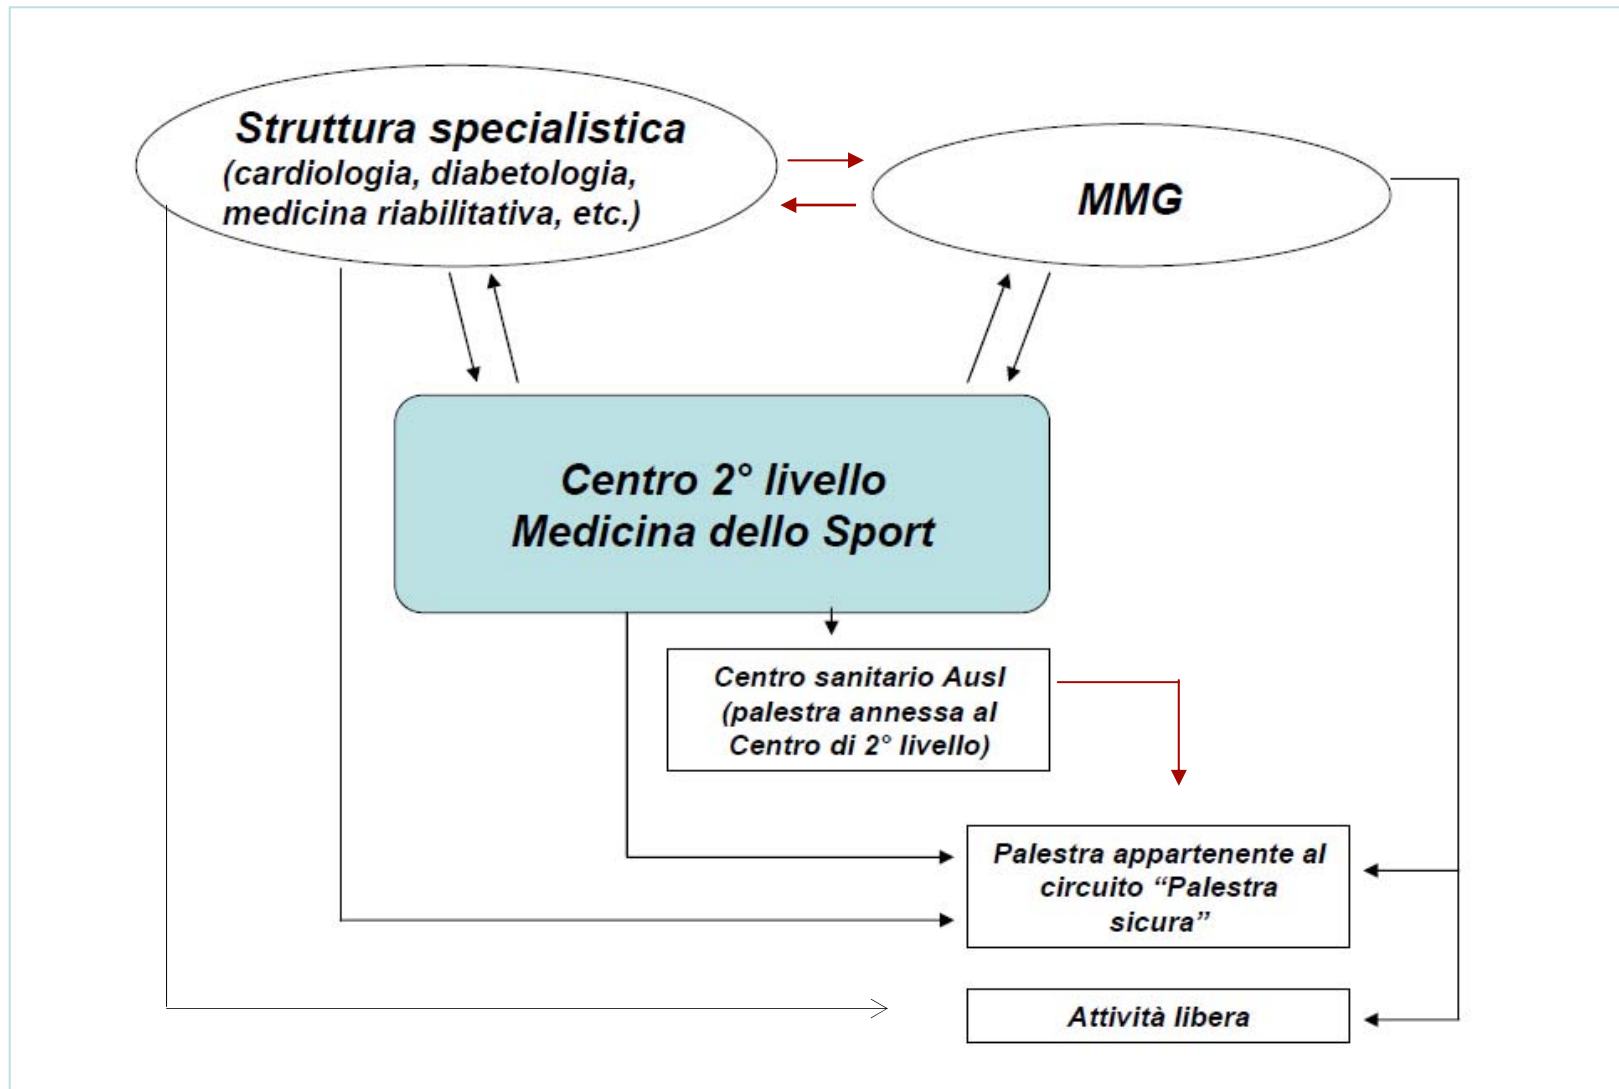 Struttura specialistica
(cardiologia, diabetologia,
medicina riabilitativa, etc.)
MMG
Centro 2° livello
Medicina dello Sport
Centro sanitario Ausl
(palestra annessa al
Centro di 2° livello)
Palestra appartenente al
circuito “Palestra
sicura”
Attività libera